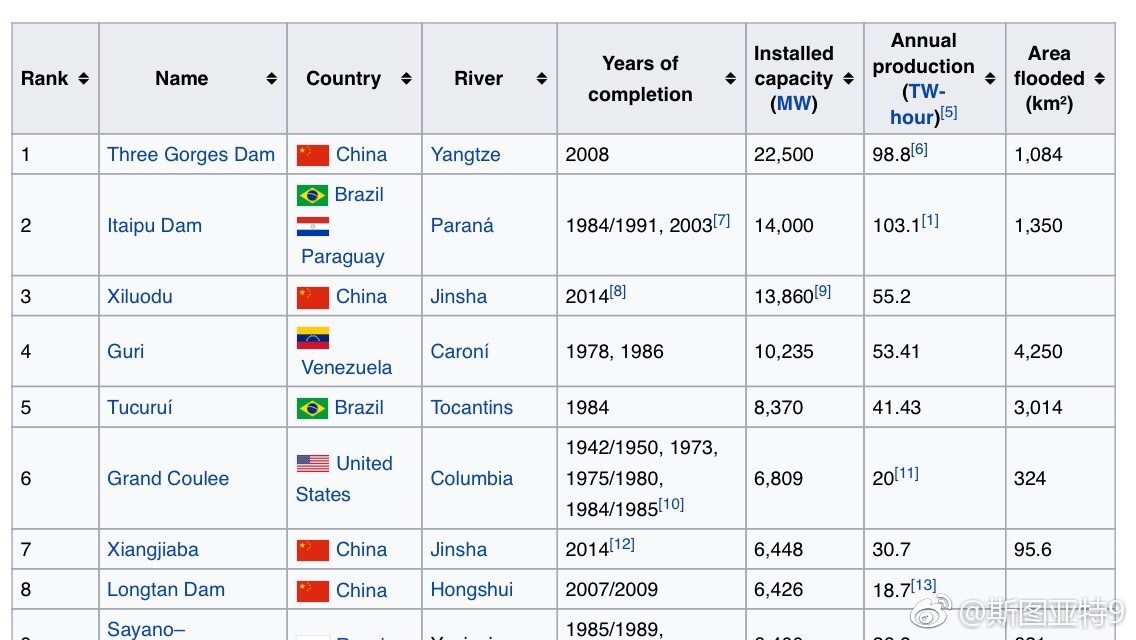 Rank Name Country River Years of completion Installed capacity (MW) Annual production (TW-hour)[5] Area flooded (km²)
1 Three Gorges Dam China Yangtze 2008 22,500 98.8[6] 1,084
2 Itaipu Dam Brazil Paraguay Paraná 1984/1991, 2003[7] 14,000 103.1[1] 1,350
3 Xiluodu China Jinsha 2014[8] 13,860[9] 55.2
4 Guri Venezuela Caroní 1978, 1986 10,235 53.41 4,250
5 Tucuruí Brazil Tocantins 1984 8,370 41.43 3,014
6 Grand Coulee United States Columbia 1942/1950, 1973, 1975/1980, 1984/1985[10] 6,809 20[11] 324
7 Xiangjiaba China Jinsha 2014[12] 6,448 30.7 95.6
8 Longtan Dam China Hongshui 2007/2009 6,426 18.7[13]
Sayano– 1985/1989,
@斯图亚特9